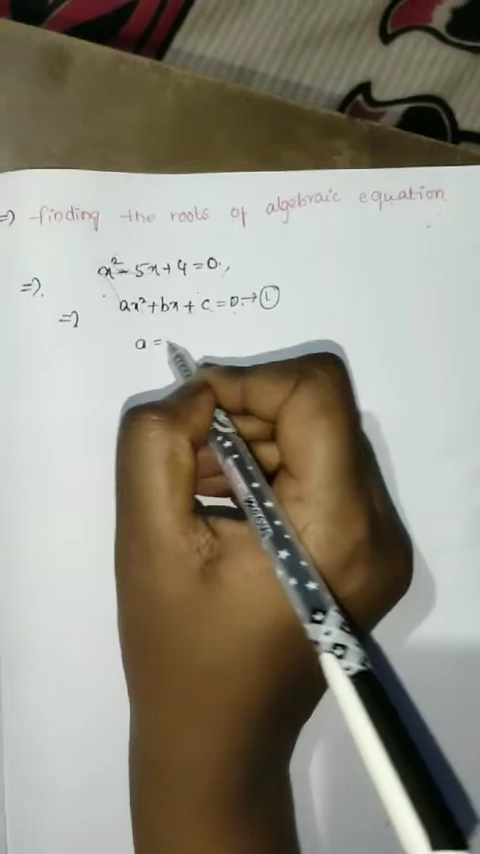 =) finding the roots of algebraic equation
=) x² - 5x + 4 = 0.,
=) ax² + bx + c = 0. → ①
a =